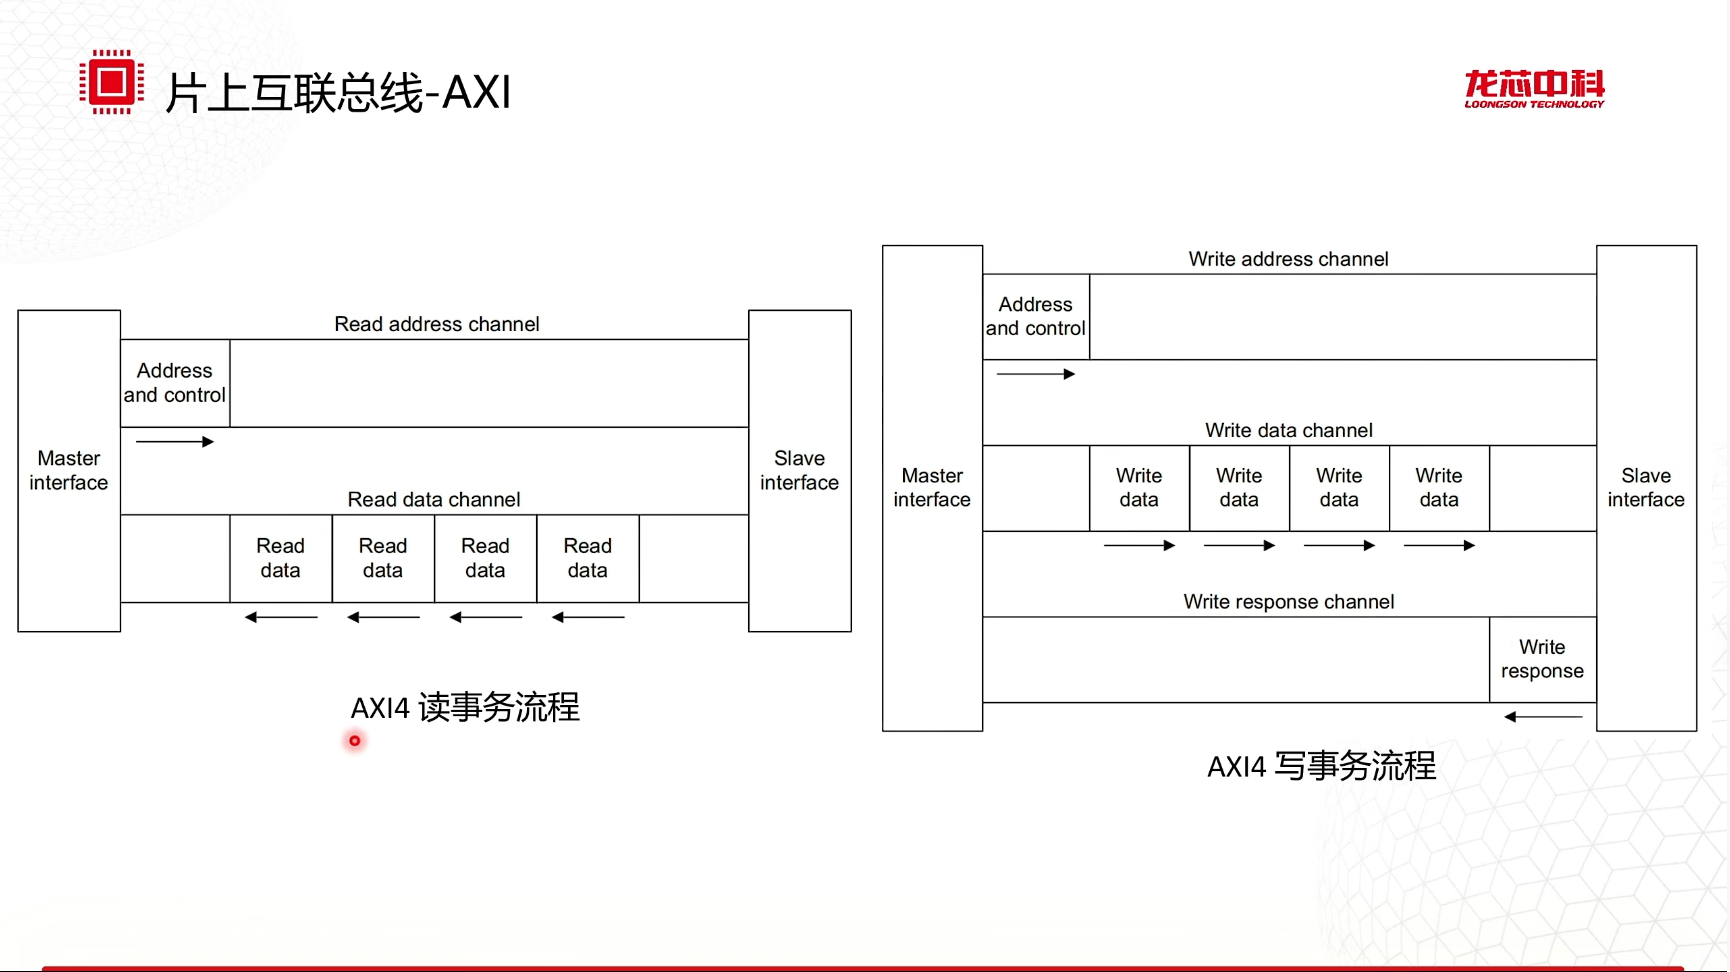 片上互联总线-AXI
龙芯中科
LOONGSON TECHNOLOGY
Read address channel
Address
and control
Master
interface
Slave
interface
Read data channel
Read
data
Read
data
Read
data
Read
data
AXI4 读事务流程
Write address channel
Address
and control
Write data channel
Master
interface
Write
data
Write
data
Write
data
Write
data
Slave
interface
Write response channel
Write
response
AXI4 写事务流程